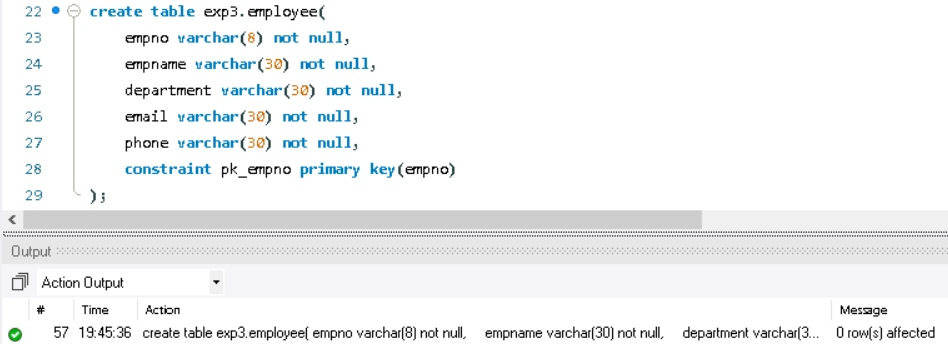 22 create table exp3.employee(
23 empno varchar(8) not null,
24 empname varchar(30) not null,
25 department varchar(30) not null,
26 email varchar(30) not null,
27 phone varchar(30) not null,
28 constraint pk_empno primary key(empno)
29 );
Output
Action Output
# Time Action Message
57 19:45:36 create table exp3.employee( empno varchar(8) not null, empname varchar(30) not null, department varchar(3... 0 row(s) affected